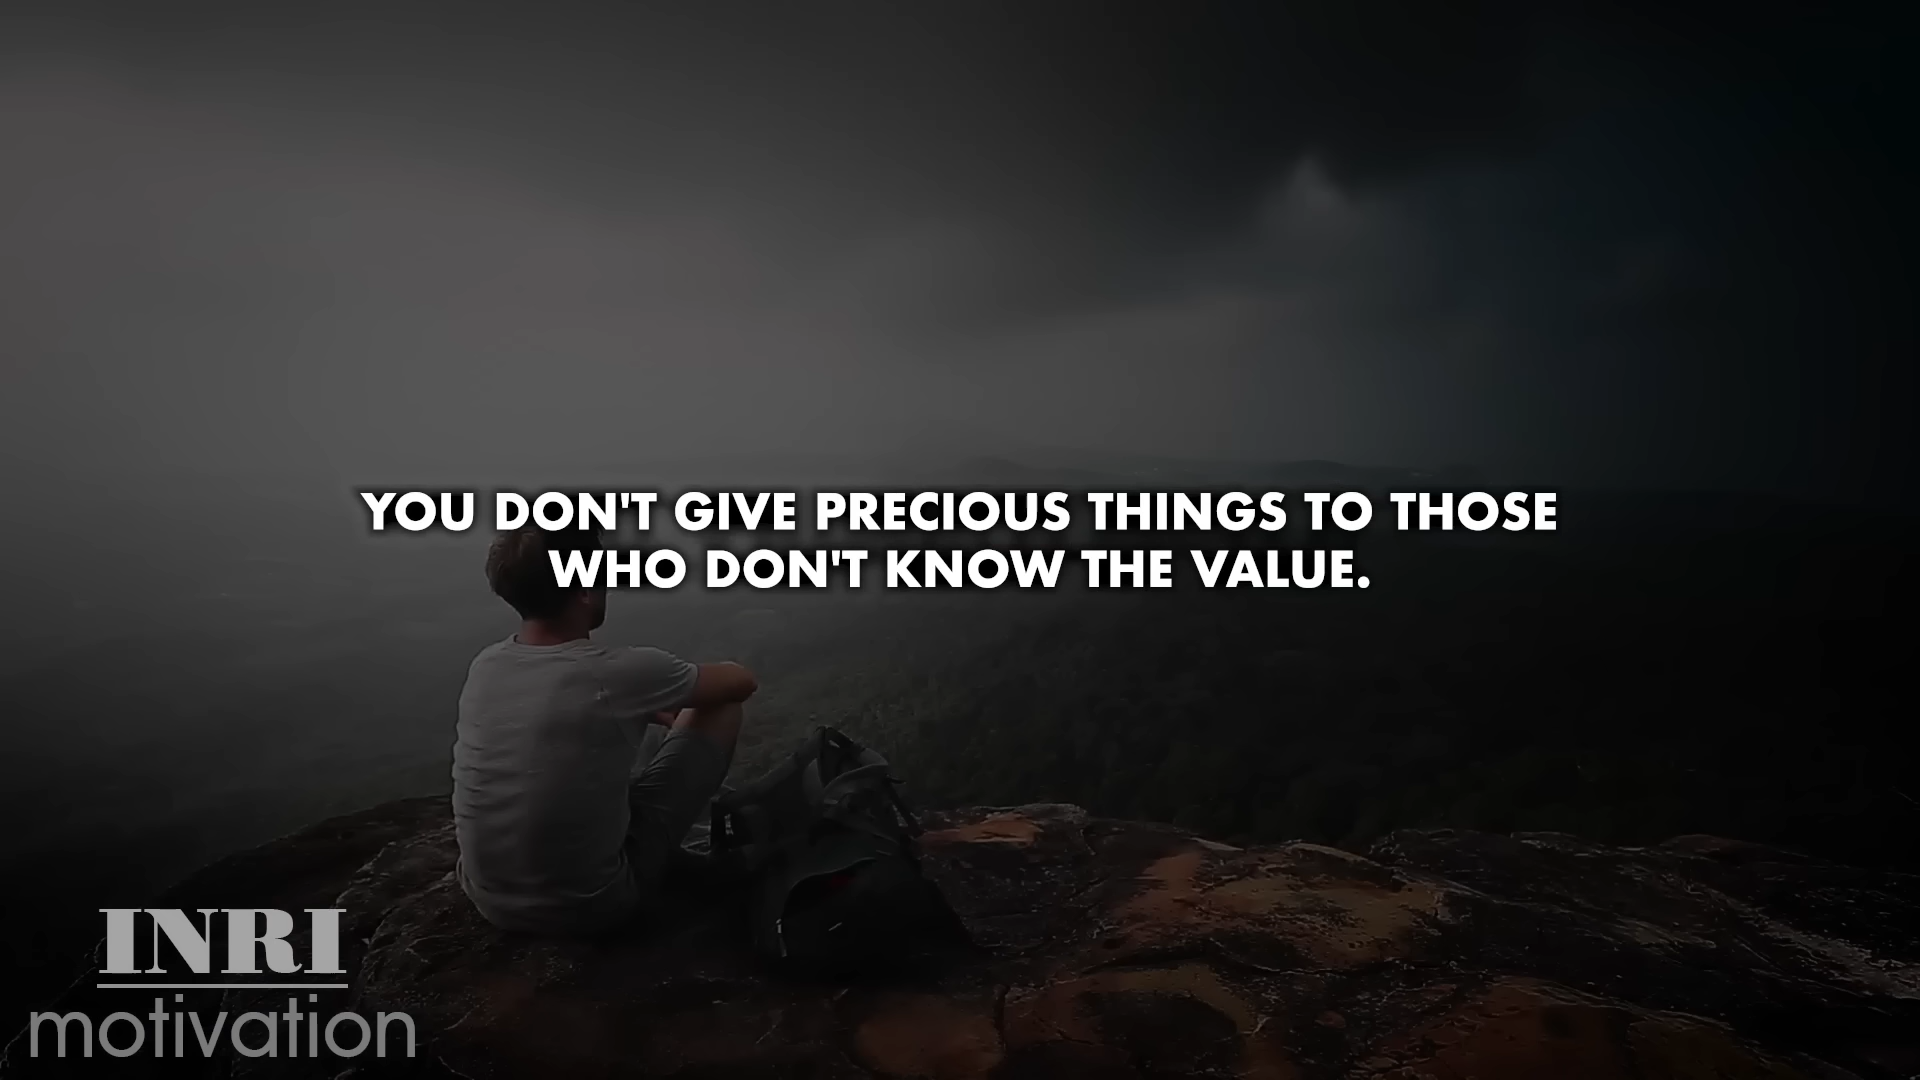 YOU DON'T GIVE PRECIOUS THINGS TO THOSE
WHO DON'T KNOW THE VALUE.
INRI
motivation